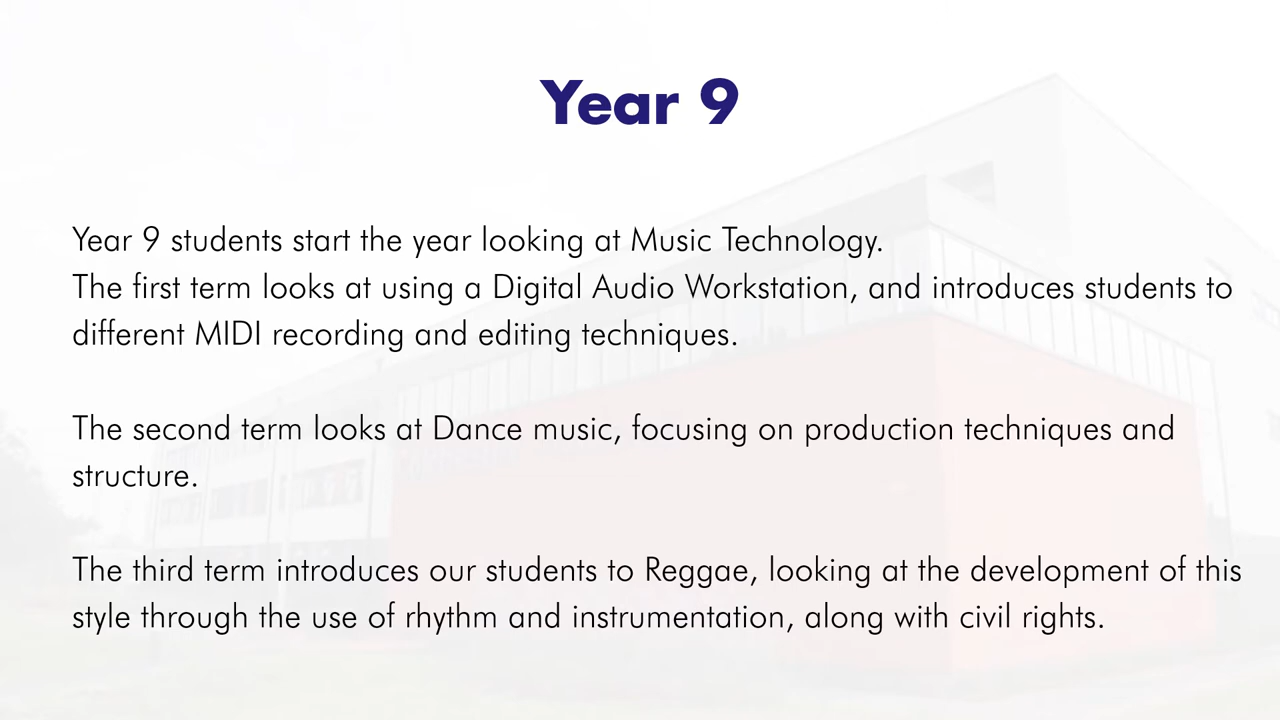 Year 9
Year 9 students start the year looking at Music Technology.
The first term looks at using a Digital Audio Workstation, and introduces students to
different MIDI recording and editing techniques.
The second term looks at Dance music, focusing on production techniques and
structure.
The third term introduces our students to Reggae, looking at the development of this
style through the use of rhythm and instrumentation, along with civil rights.